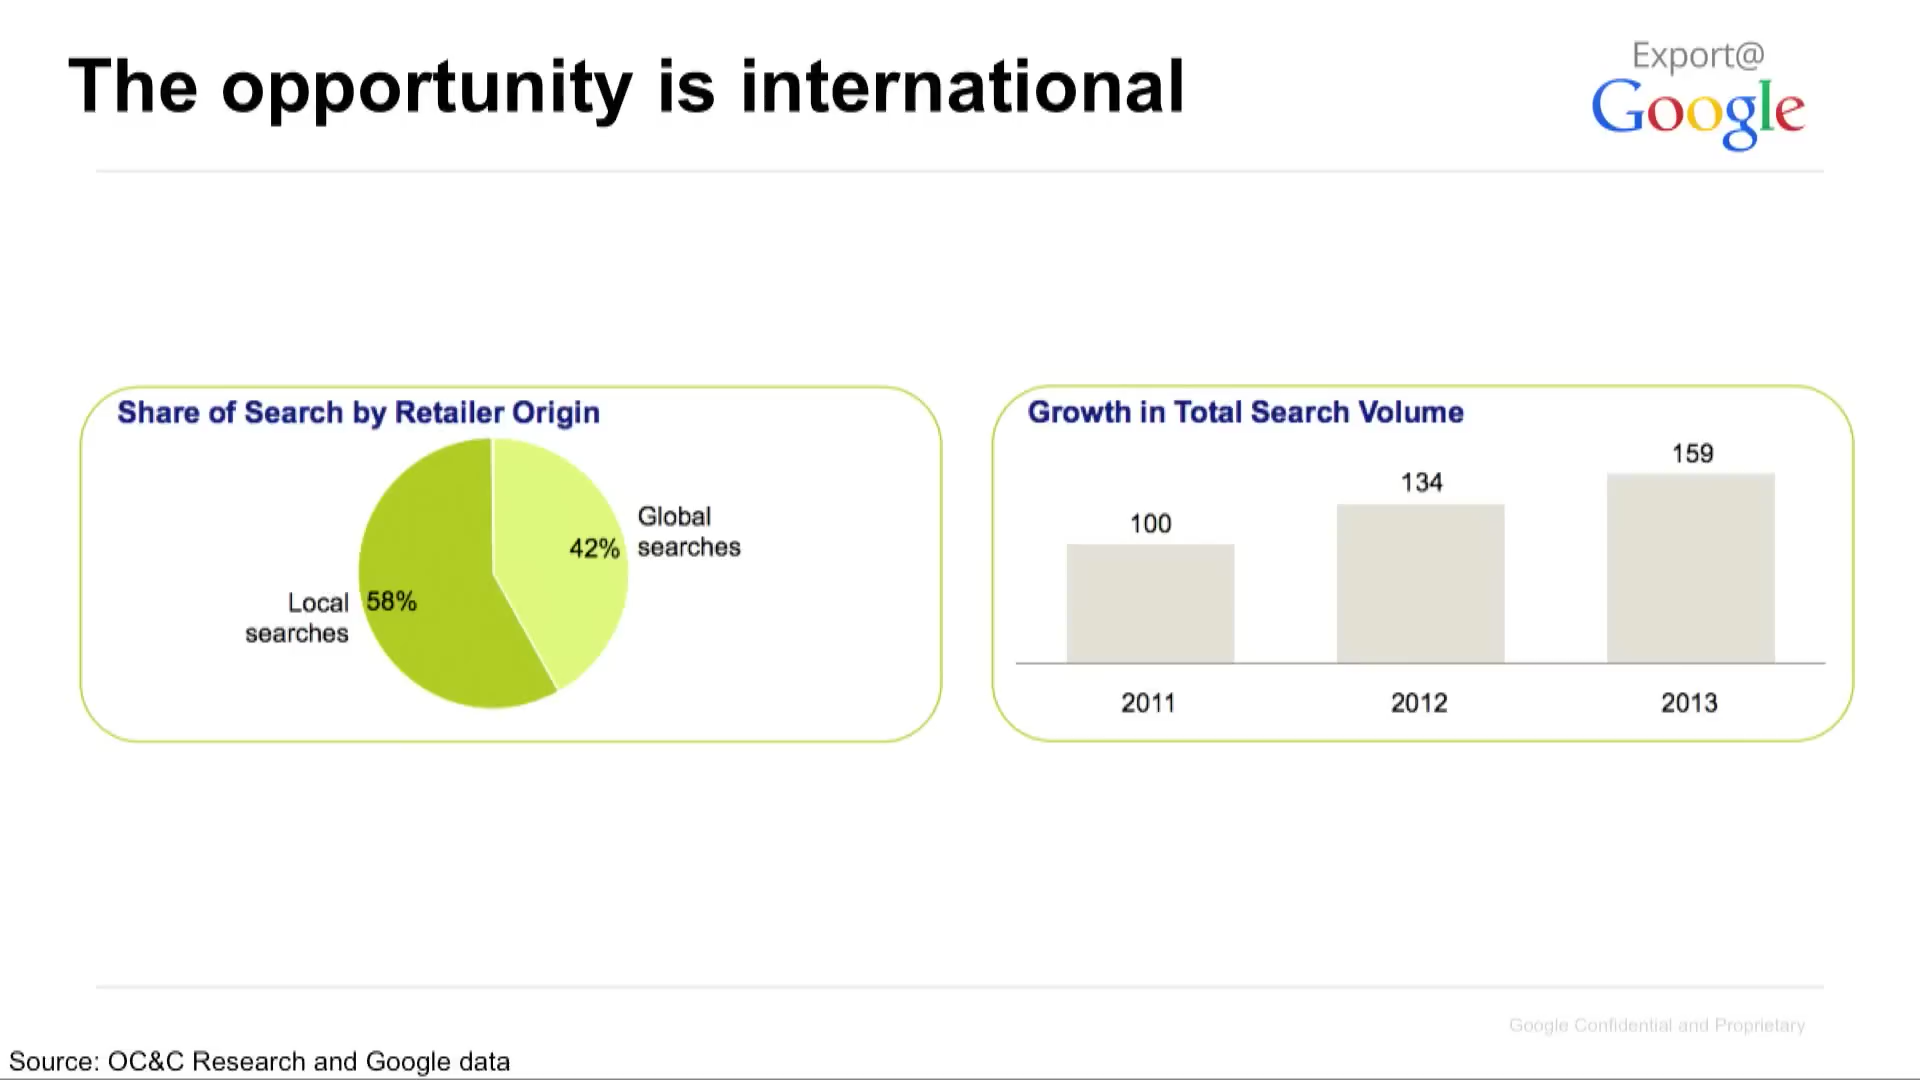 The opportunity is international
Export@
Google
Share of Search by Retailer Origin
Global
searches
42%
Local
searches
58%
Growth in Total Search Volume
100
134
159
2011
2012
2013
Google Confidential and Proprietary
Source: OC&C Research and Google data